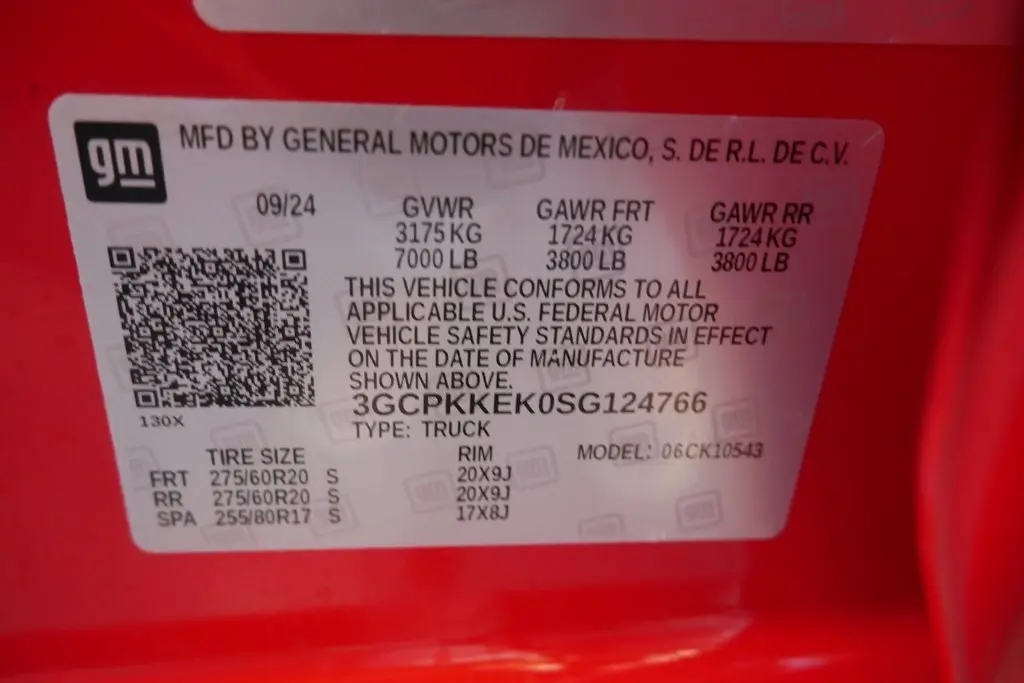 gm
MFD BY GENERAL MOTORS DE MEXICO, S. DE R.L. DE C.V.
09/24 GVWR GAWR FRT GAWR RR
3175 KG 1724 KG 1724 KG
7000 LB 3800 LB 3800 LB
THIS VEHICLE CONFORMS TO ALL
APPLICABLE U.S. FEDERAL MOTOR
VEHICLE SAFETY STANDARDS IN EFFECT
ON THE DATE OF MANUFACTURE
SHOWN ABOVE.
3GCPKKEK0SG124766
130X
TYPE: TRUCK
TIRE SIZE RIM MODEL: 06CK10543
FRT 275/60R20 S 20X9J
RR 275/60R20 S 20X9J
SPA 255/80R17 S 17X8J